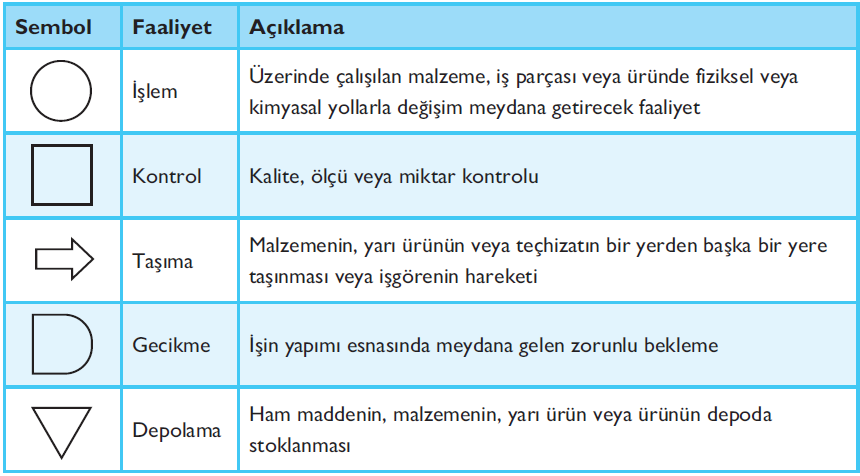 Sembol Faaliyet Açıklama
İşlem
Üzerinde çalışılan malzeme, iş parçası veya üründe fiziksel veya
kimyasal yollarla değişim meydana getirecek faaliyet
Kontrol
Kalite, ölçü veya miktar kontrolu
Taşıma
Malzemenin, yarı ürünün veya teçhizatın bir yerden başka bir yere
taşınması veya işgörenin hareketi
Gecikme
İşin yapımı esnasında meydana gelen zorunlu bekleme
Depolama
Ham maddenin, malzemenin, yarı ürün veya ürünün depoda
stoklanması